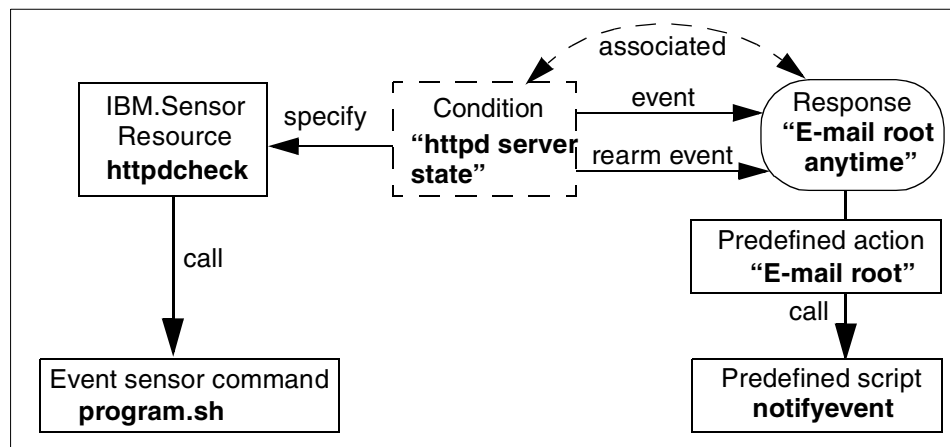 associated
IBM.Sensor
Resource
httpdcheck
specify
Condition
“httpd server
state”
event
rearm event
Response
“E-mail root
anytime”
call
Predefined action
“E-mail root”
call
Event sensor command
program.sh
Predefined script
notifyevent